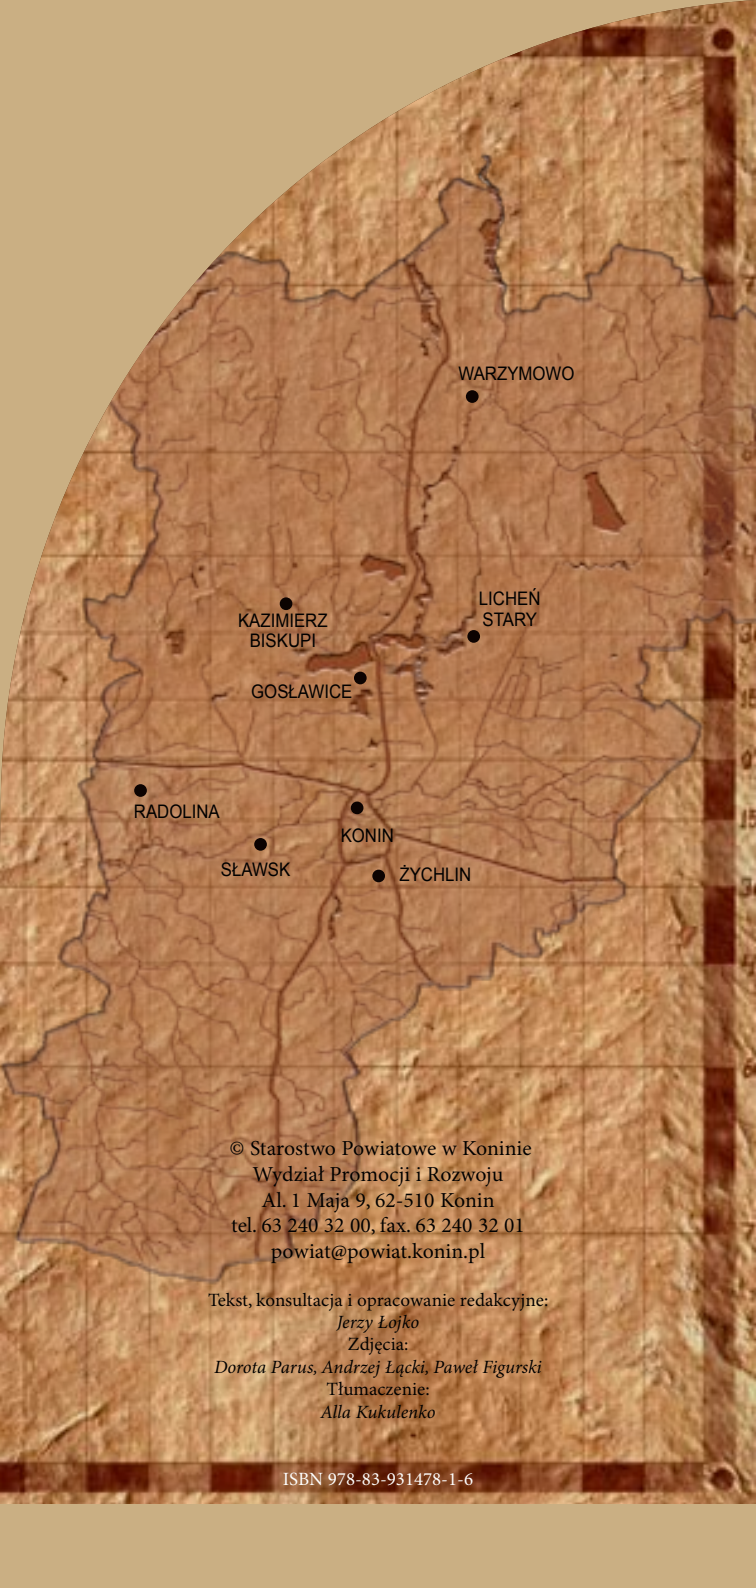 WARZYMOWO
LICHEŃ
STARY
KAZIMIERZ
BISKUPI
GOSŁAWICE
RADOLINA
KONIN
SŁAWSK
ŻYCHLIN
© Starostwo Powiatowe w Koninie
Wydział Promocji i Rozwoju
Al. 1 Maja 9, 62-510 Konin
tel. 63 240 32 00, fax. 63 240 32 01
powiat@powiat.konin.pl
Tekst, konsultacja i opracowanie redakcyjne:
Jerzy Łojko
Zdjęcia:
Dorota Parus, Andrzej Łącki, Paweł Figurski
Tłumaczenie:
Alla Kukulenko
ISBN 978-83-931478-1-6